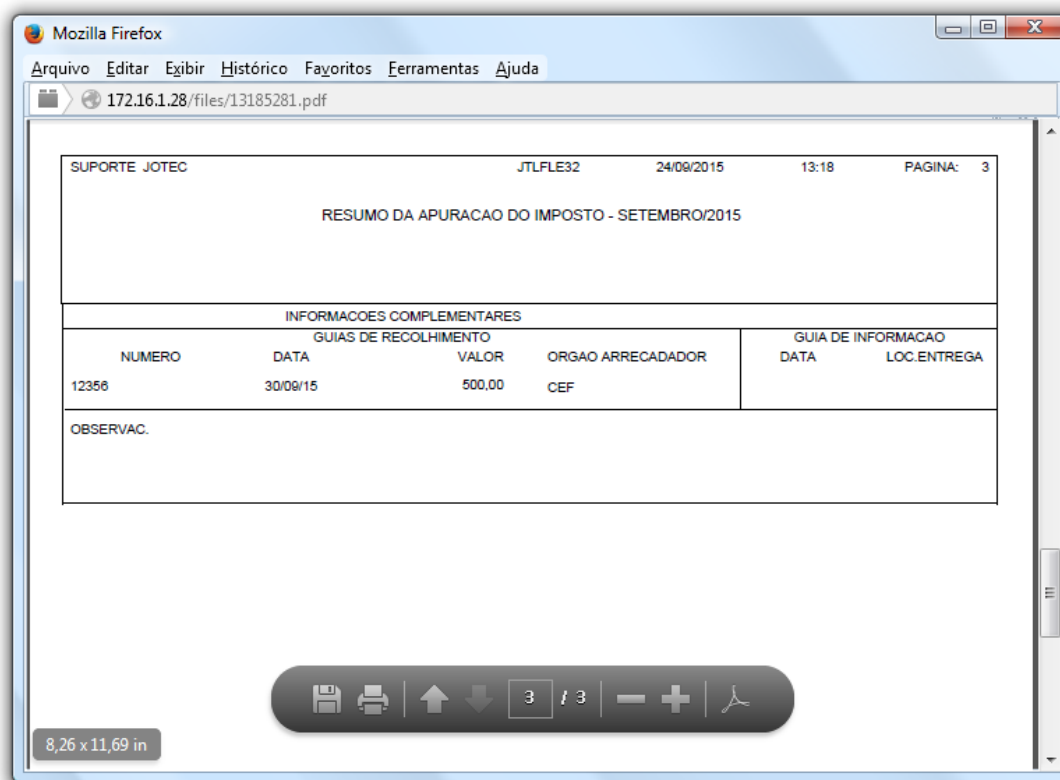 Mozilla Firefox
Arquivo Editar Exibir Histórico Favoritos Ferramentas Ajuda
172.16.1.28/files/13185281.pdf
SUPORTE JOTEC JTLFLE32 24/09/2015 13:18 PAGINA: 3
RESUMO DA APURACAO DO IMPOSTO - SETEMBRO/2015
INFORMACOES COMPLEMENTARES
GUIAS DE RECOLHIMENTO GUIA DE INFORMACAO
NUMERO DATA VALOR ORGAO ARRECADADOR DATA LOC.ENTREGA
12356 30/09/15 500,00 CEF
OBSERVAC.
3 / 3
8,26 x 11,69 in